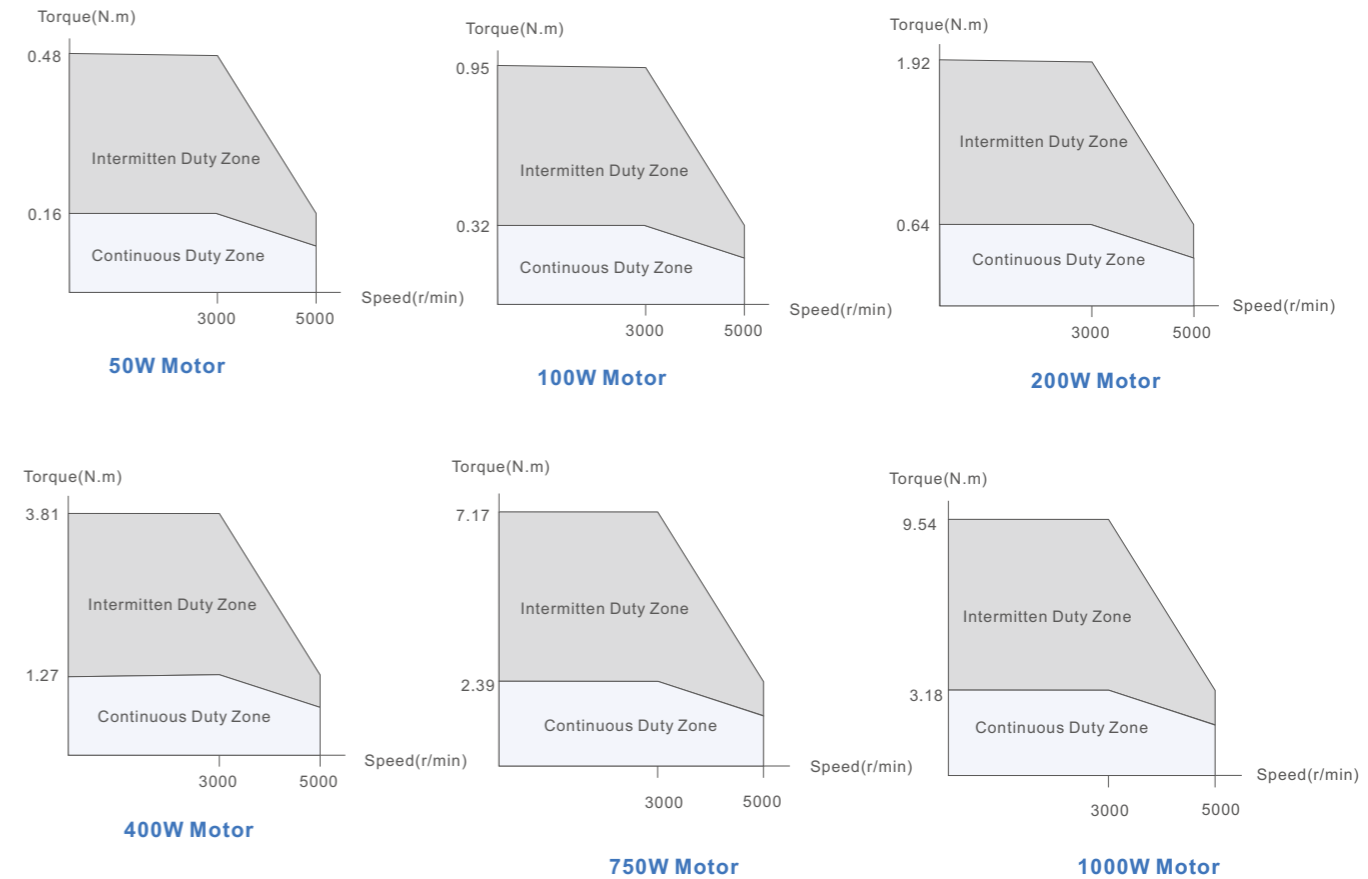 Torque(N.m)
0.48
Intermitten Duty Zone
0.16
Continuous Duty Zone
Speed(r/min)
3000
5000
50W Motor
Torque(N.m)
0.95
Intermitten Duty Zone
0.32
Continuous Duty Zone
Speed(r/min)
3000
5000
100W Motor
Torque(N.m)
1.92
Intermitten Duty Zone
0.64
Continuous Duty Zone
Speed(r/min)
3000
5000
200W Motor
Torque(N.m)
3.81
Intermitten Duty Zone
1.27
Continuous Duty Zone
Speed(r/min)
3000
5000
400W Motor
Torque(N.m)
7.17
Intermitten Duty Zone
2.39
Continuous Duty Zone
Speed(r/min)
3000
5000
750W Motor
Torque(N.m)
9.54
Intermitten Duty Zone
3.18
Continuous Duty Zone
Speed(r/min)
3000
5000
1000W Motor